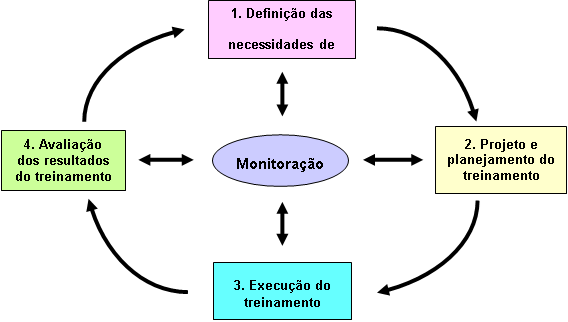 1. Definição das
necessidades de
4. Avaliação
dos resultados
do treinamento
Monitoração
2. Projeto e
planejamento do
treinamento
3. Execução do
treinamento